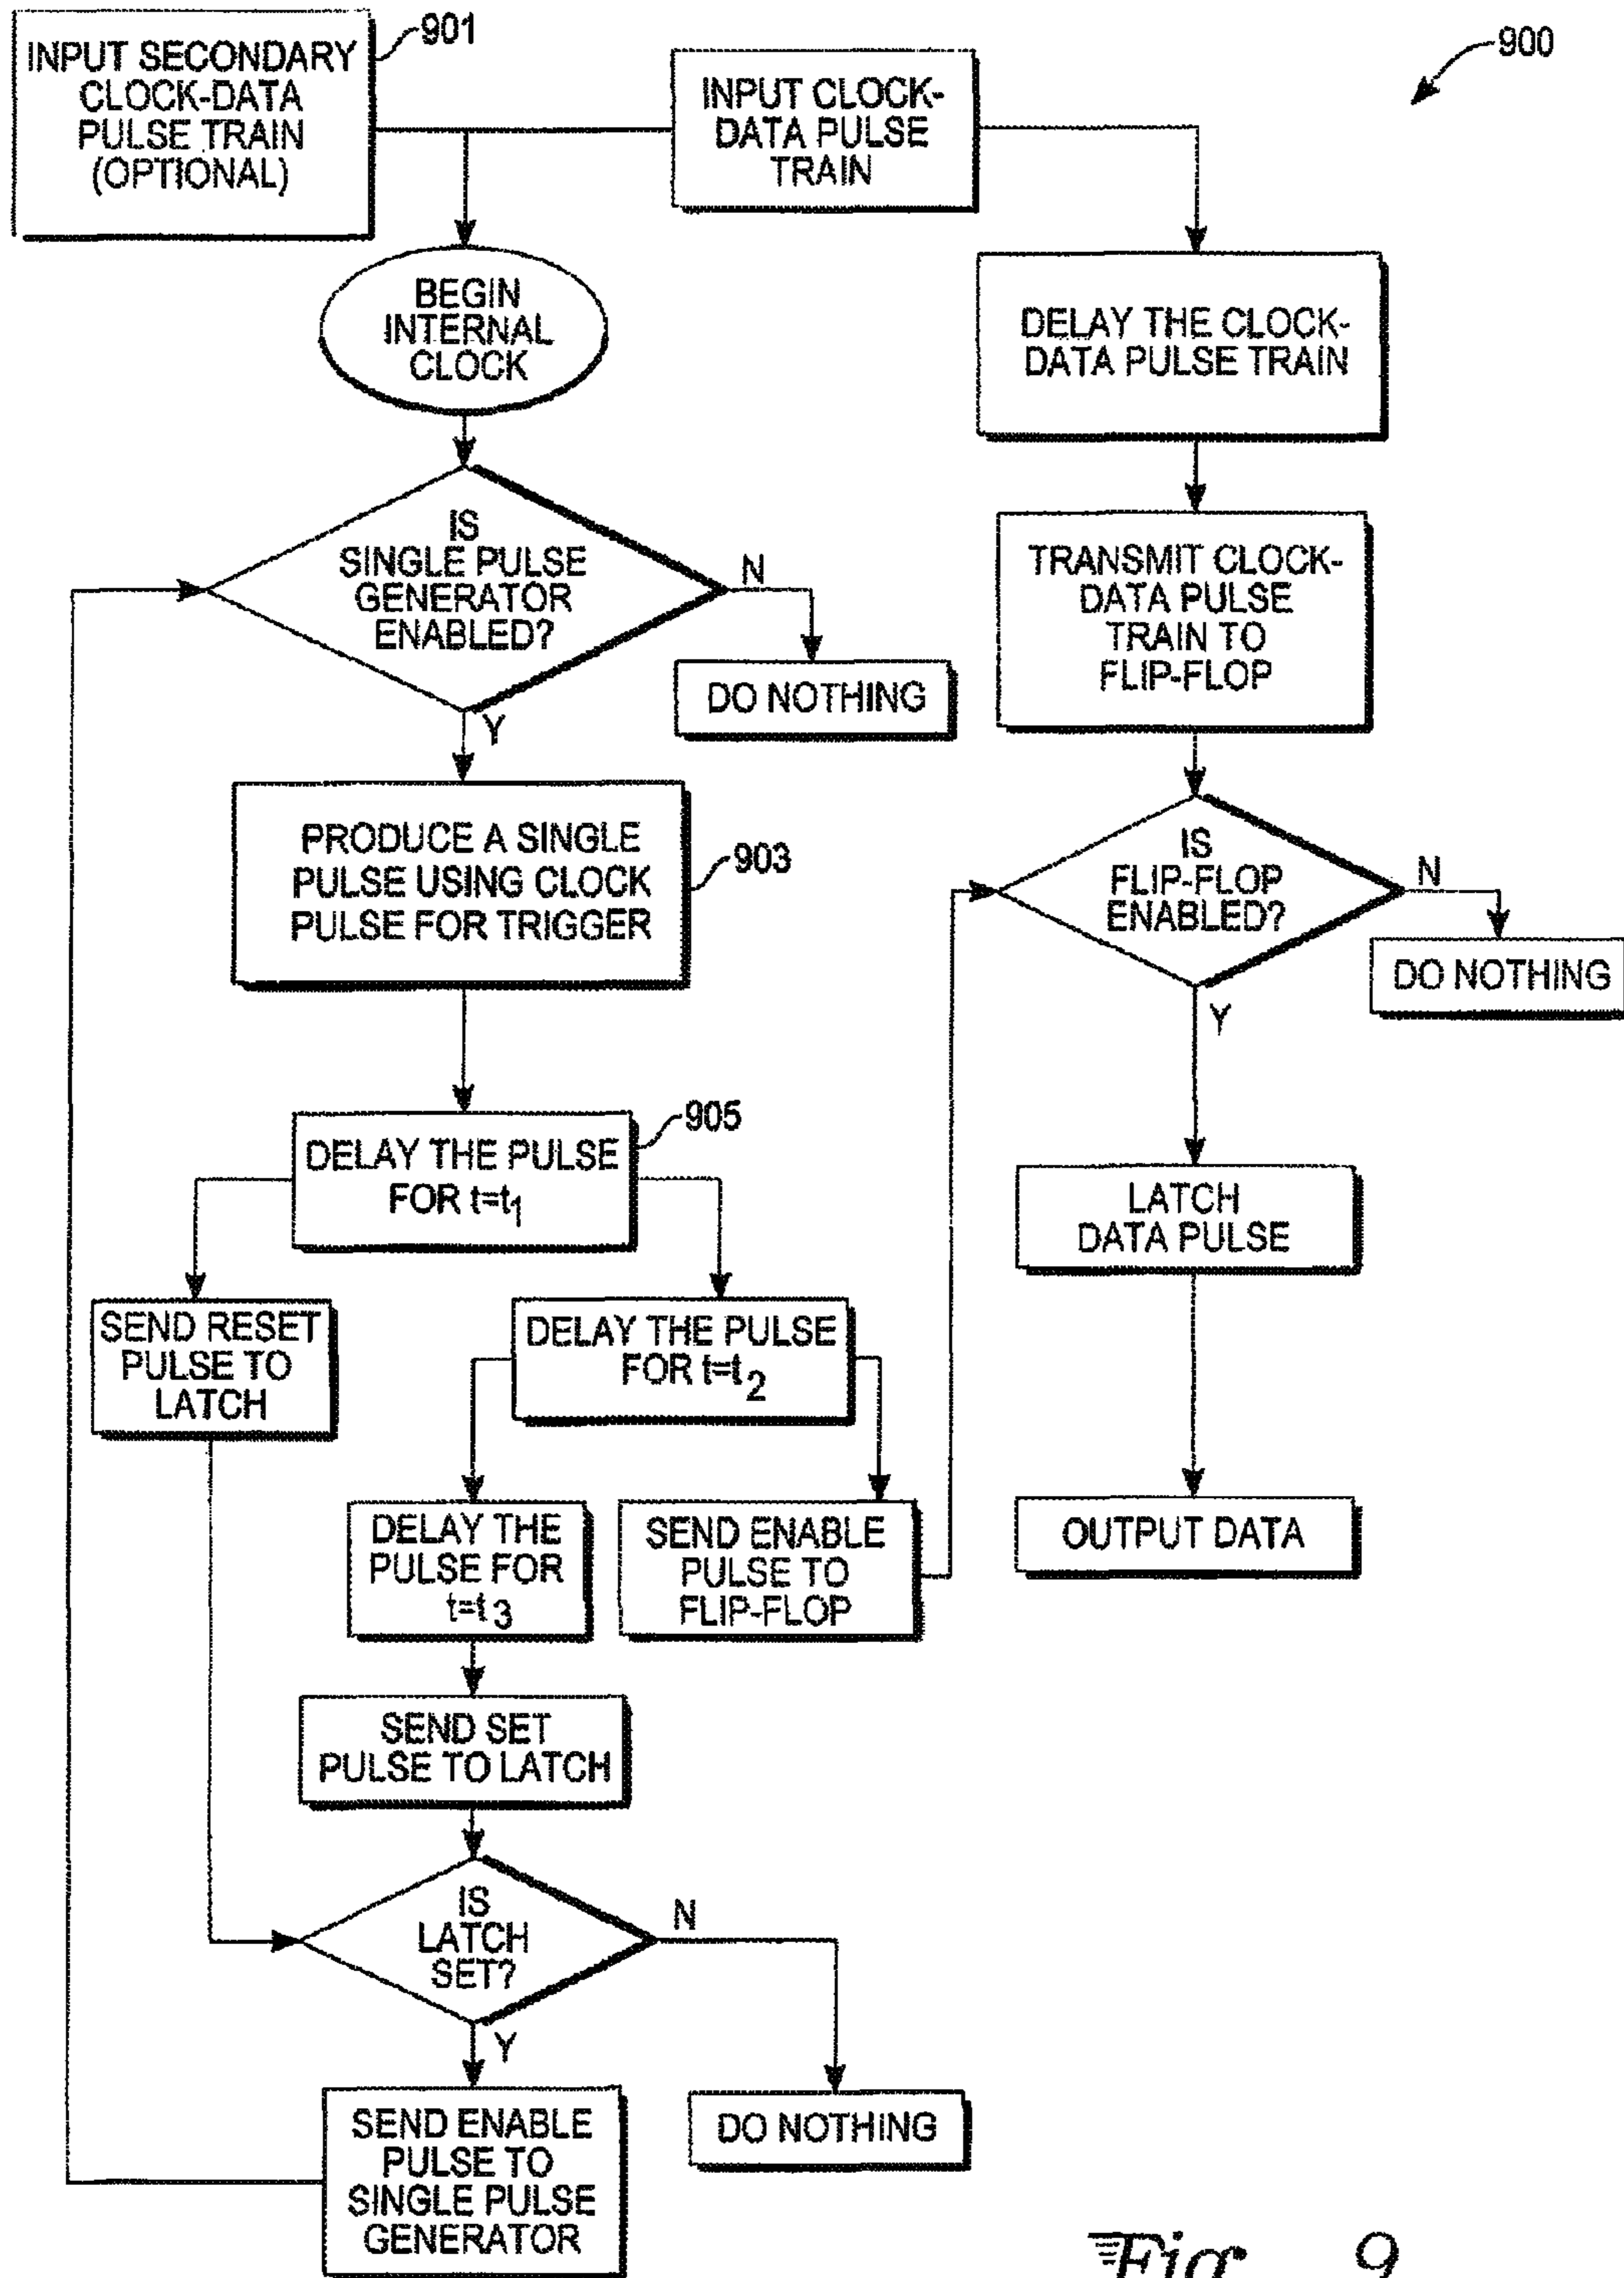 901
900
INPUT SECONDARY
CLOCK-DATA
PULSE TRAIN
(OPTIONAL)
INPUT CLOCK-
DATA PULSE
TRAIN
BEGIN
INTERNAL
CLOCK
DELAY THE CLOCK-
DATA PULSE TRAIN
IS
SINGLE PULSE
GENERATOR
ENABLED?
N
Y
DO NOTHING
TRANSMIT CLOCK-
DATA PULSE
TRAIN TO
FLIP-FLOP
PRODUCE A SINGLE
PULSE USING CLOCK
PULSE FOR TRIGGER
903
IS
FLIP-FLOP
ENABLED?
N
Y
DO NOTHING
DELAY THE PULSE
FOR t=t1
905
LATCH
DATA PULSE
SEND RESET
PULSE TO
LATCH
DELAY THE PULSE
FOR t=t2
DELAY THE
PULSE FOR
t=t3
SEND ENABLE
PULSE TO
FLIP-FLOP
OUTPUT DATA
SEND SET
PULSE TO LATCH
IS
LATCH
SET?
N
Y
SEND ENABLE
PULSE TO
SINGLE PULSE
GENERATOR
DO NOTHING
Fig. 9